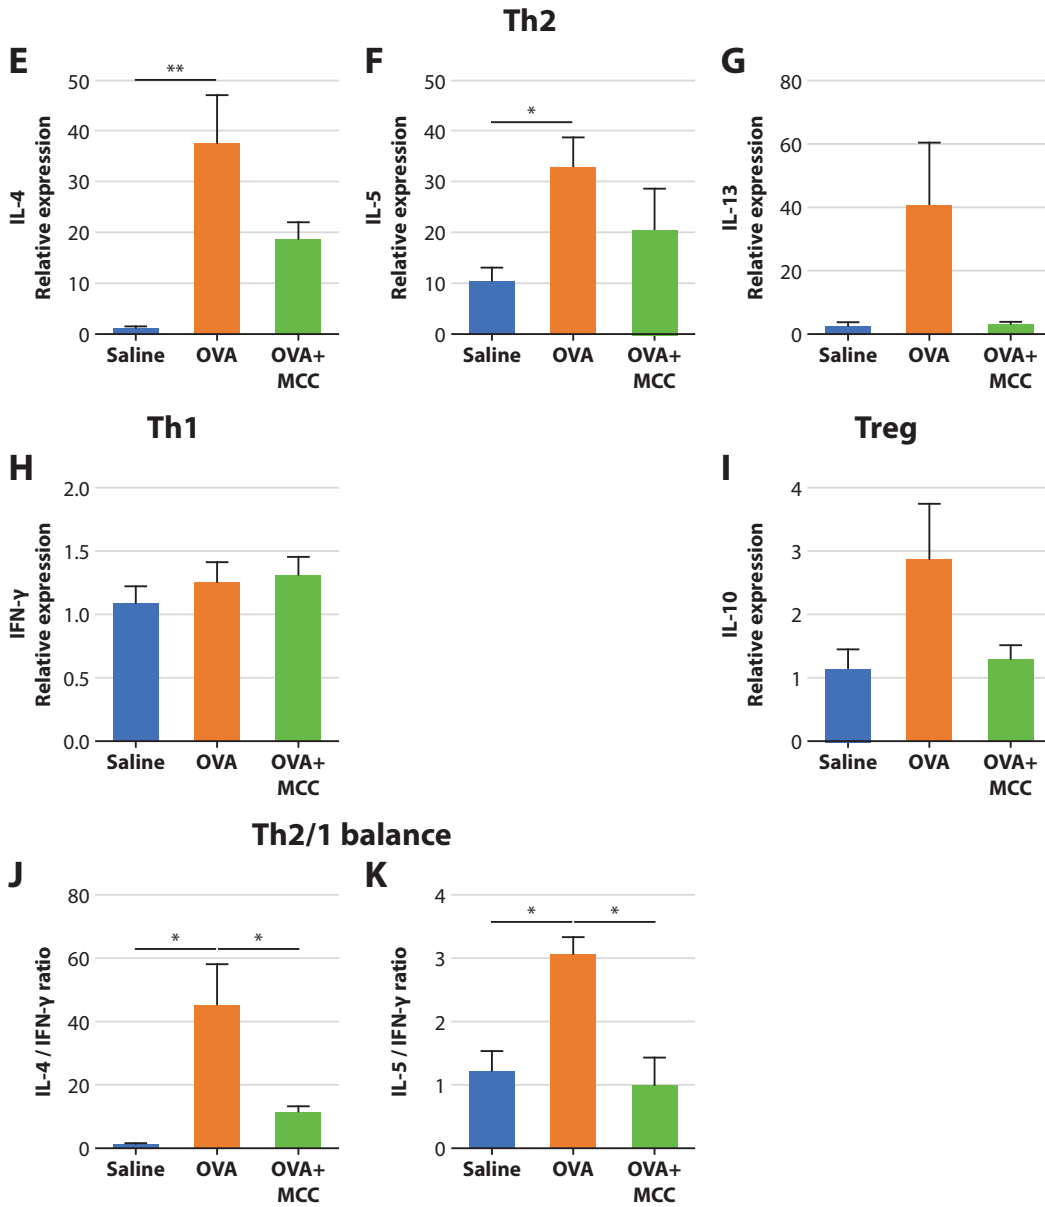 Th2
E
IL-4
Relative expression
50
40
30
20
10
0
**
Saline
OVA
OVA+
MCC
F
IL-5
Relative expression
50
40
30
20
10
0
*
Saline
OVA
OVA+
MCC
G
IL-13
Relative expression
80
60
40
20
0
Saline
OVA
OVA+
MCC
Th1
H
IFN-γ
Relative expression
2.0
1.5
1.0
0.5
0.0
Saline
OVA
OVA+
MCC
Treg
I
IL-10
Relative expression
4
3
2
1
0
Saline
OVA
OVA+
MCC
Th2/1 balance
J
IL-4 / IFN-γ ratio
80
60
40
20
0
*
*
Saline
OVA
OVA+
MCC
K
IL-5 / IFN-γ ratio
4
3
2
1
0
*
*
Saline
OVA
OVA+
MCC